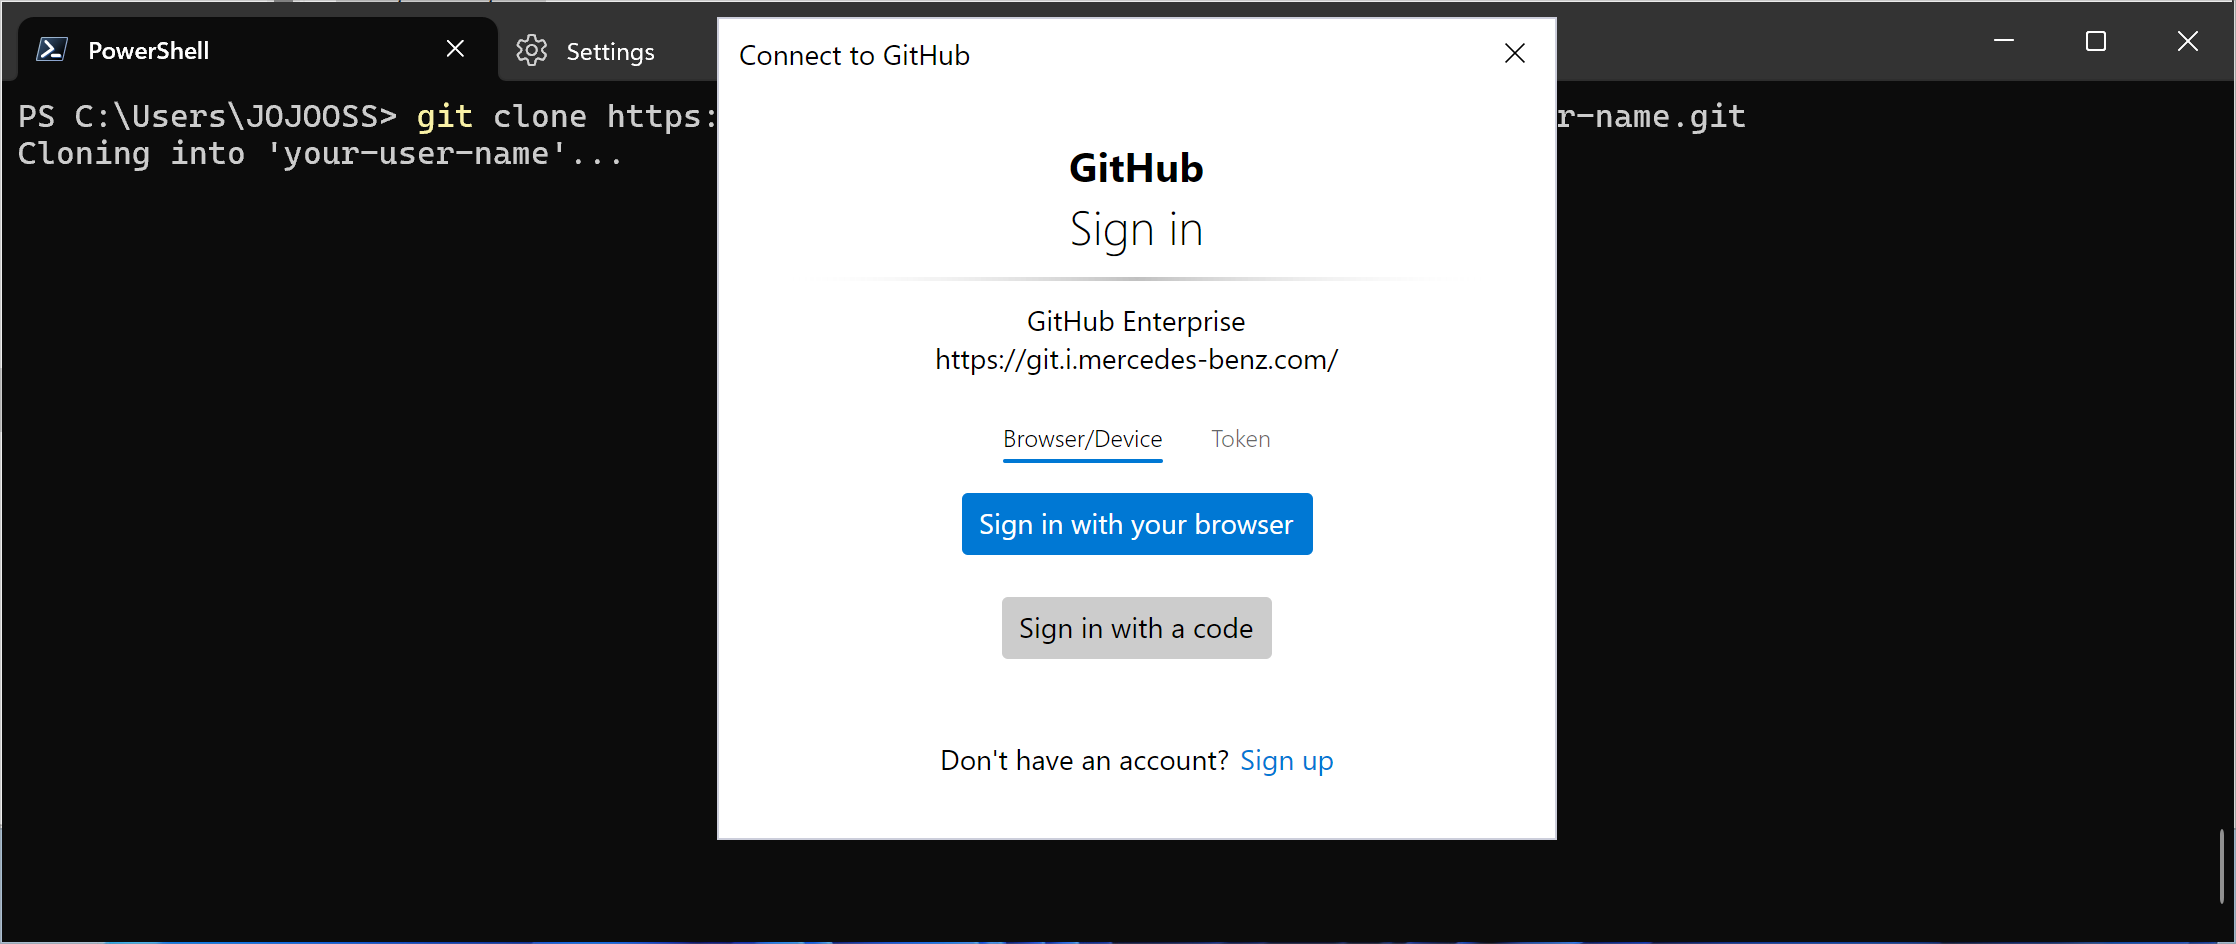 PowerShell
Settings
PS C:\Users\JOJOOSS> git clone https: r-name.git
Cloning into 'your-user-name'...
Connect to GitHub
GitHub
Sign in
GitHub Enterprise
https://git.i.mercedes-benz.com/
Browser/Device Token
Sign in with your browser
Sign in with a code
Don't have an account? Sign up